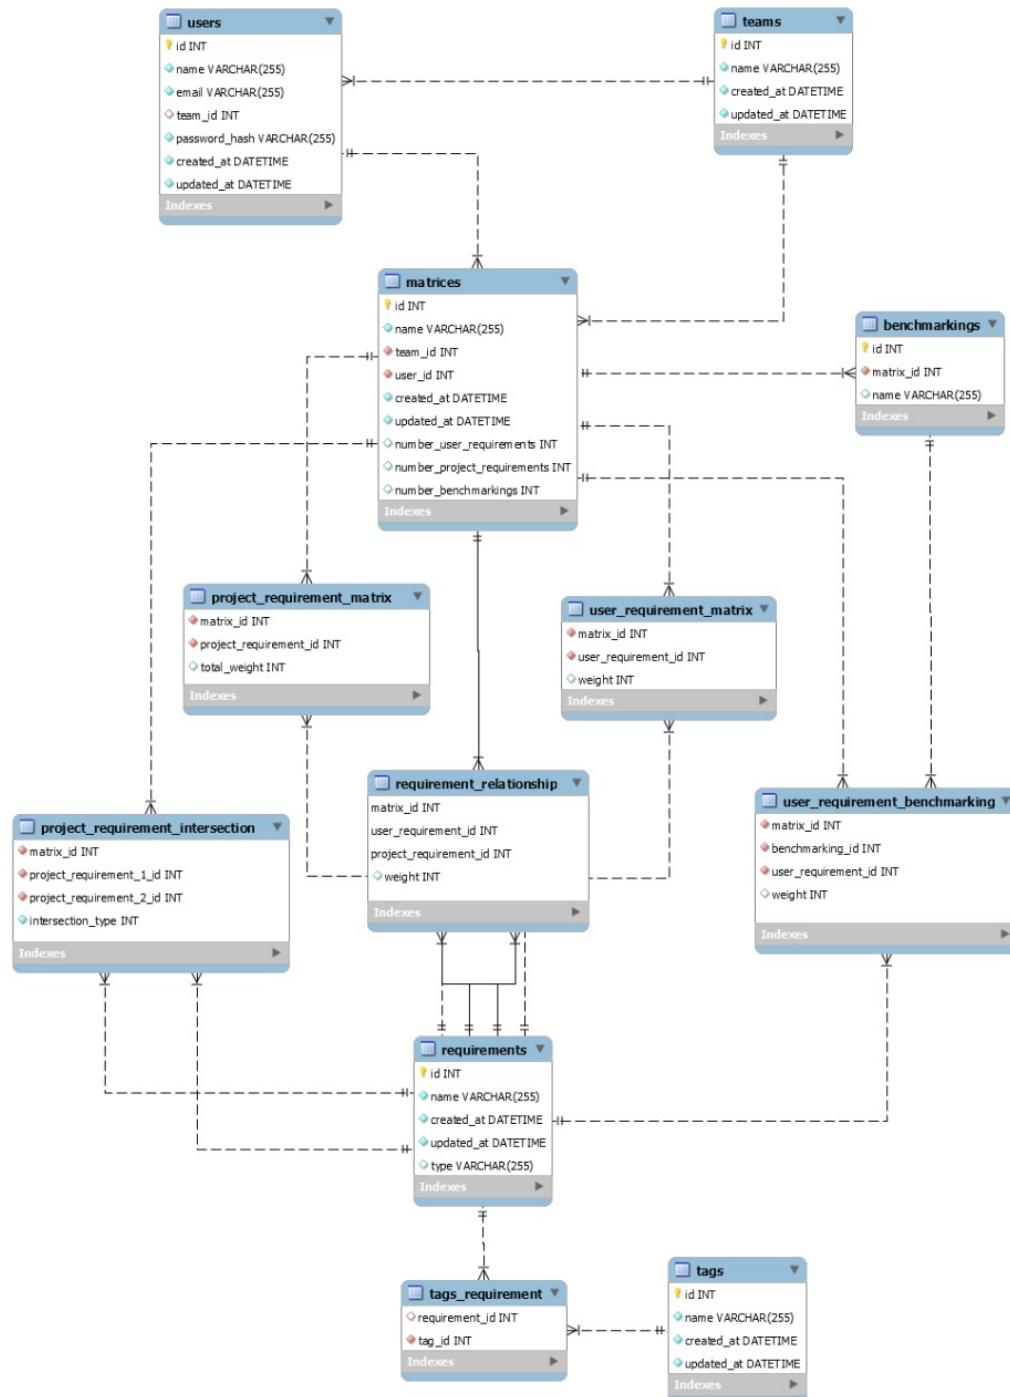 users
id INT
name VARCHAR(255)
email VARCHAR(255)
team_id INT
password_hash VARCHAR(255)
created_at DATETIME
updated_at DATETIME
Indexes
teams
id INT
name VARCHAR(255)
created_at DATETIME
updated_at DATETIME
Indexes
matrices
id INT
name VARCHAR(255)
team_id INT
user_id INT
created_at DATETIME
updated_at DATETIME
number_user_requirements INT
number_project_requirements INT
number_benchmarkings INT
Indexes
benchmarkings
id INT
matrix_id INT
name VARCHAR(255)
Indexes
project_requirement_matrix
matrix_id INT
project_requirement_id INT
total_weight INT
Indexes
user_requirement_matrix
matrix_id INT
user_requirement_id INT
weight INT
Indexes
requirement_relationship
matrix_id INT
user_requirement_id INT
project_requirement_id INT
weight INT
Indexes
user_requirement_benchmarking
matrix_id INT
benchmarking_id INT
user_requirement_id INT
weight INT
Indexes
project_requirement_intersection
matrix_id INT
project_requirement_1_id INT
project_requirement_2_id INT
intersection_type INT
Indexes
requirements
id INT
name VARCHAR(255)
created_at DATETIME
updated_at DATETIME
type VARCHAR(255)
Indexes
tags_requirement
requirement_id INT
tag_id INT
Indexes
tags
id INT
name VARCHAR(255)
created_at DATETIME
updated_at DATETIME
Indexes